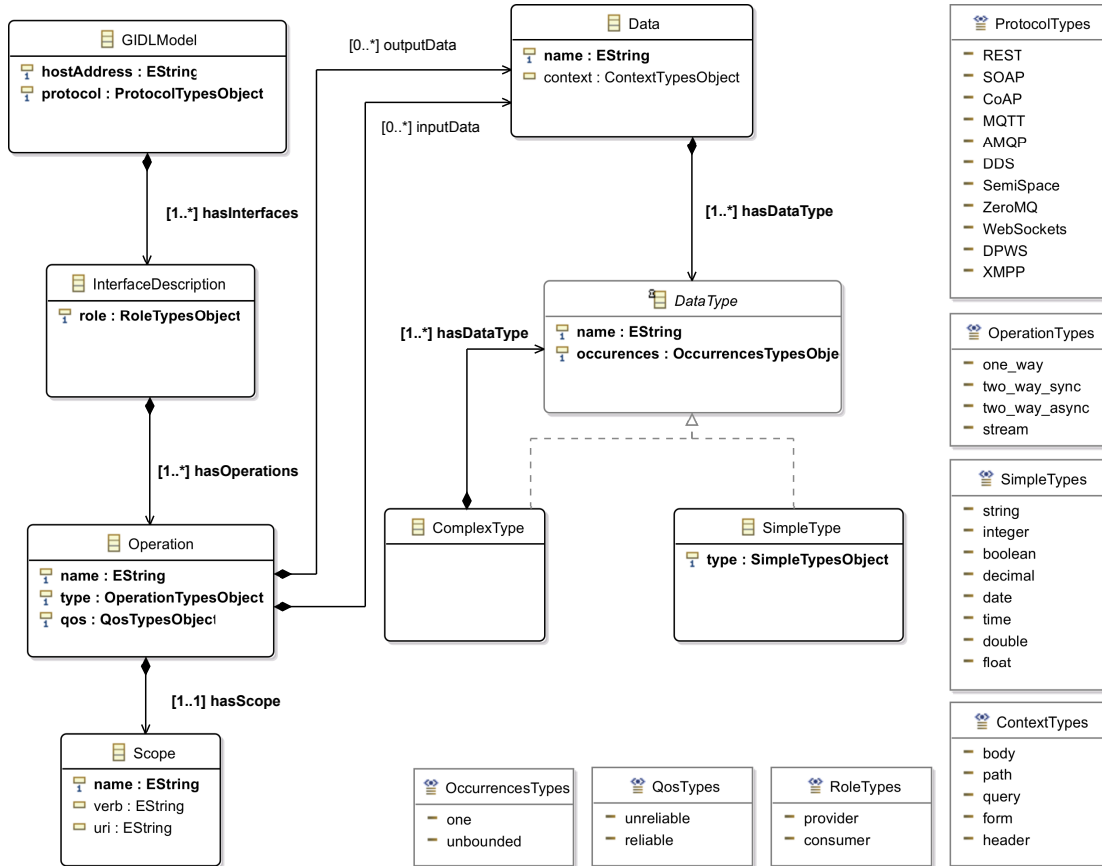 GIDLModel
hostAddress : EString
protocol : ProtocolTypesObject
[1..*] hasInterfaces
InterfaceDescription
role : RoleTypesObject
[1..*] hasOperations
Operation
name : EString
type : OperationTypesObject
qos : QosTypesObject
[1..1] hasScope
Scope
name : EString
verb : EString
uri : EString
[0..*] outputData
[0..*] inputData
Data
name : EString
context : ContextTypesObject
[1..*] hasDataType
DataType
name : EString
occurences : OccurrencesTypesObje
[1..*] hasDataType
ComplexType
SimpleType
type : SimpleTypesObject
OccurrencesTypes
one
unbounded
QosTypes
unreliable
reliable
RoleTypes
provider
consumer
ProtocolTypes
REST
SOAP
CoAP
MQTT
AMQP
DDS
SemiSpace
ZeroMQ
WebSockets
DPWS
XMPP
OperationTypes
one_way
two_way_sync
two_way_async
stream
SimpleTypes
string
integer
boolean
decimal
date
time
double
float
ContextTypes
body
path
query
form
header